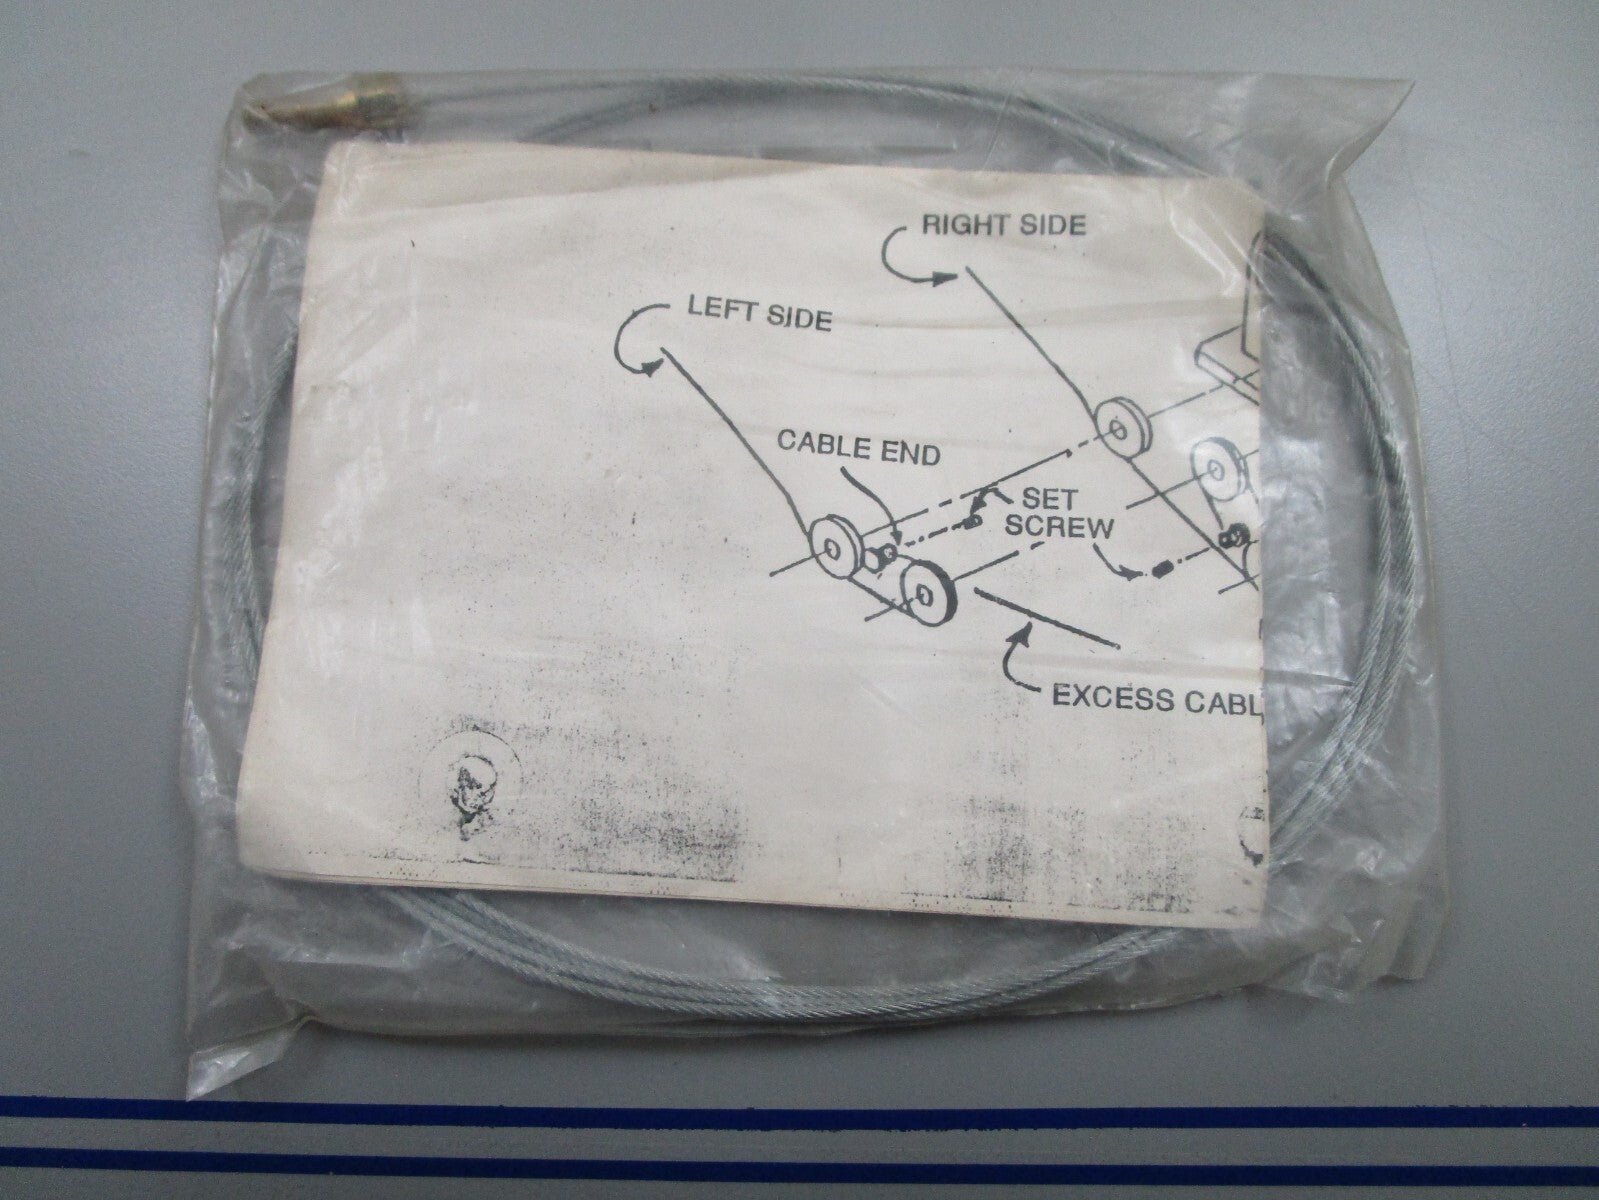 RIGHT SIDE
LEFT SIDE
CABLE END
SET
SCREW
EXCESS CABL